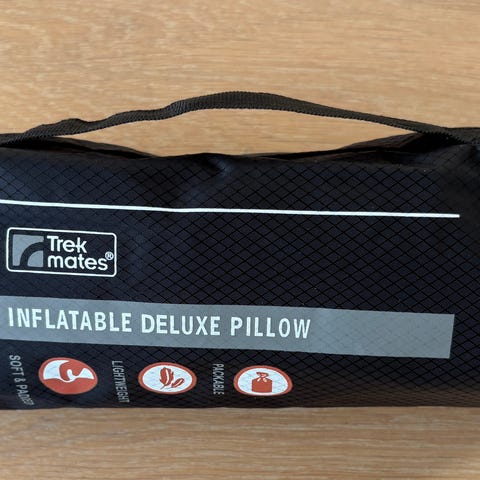 Trek
mates®
INFLATABLE DELUXE PILLOW
SOFT & PADDED
LIGHTWEIGHT
PACKABLE